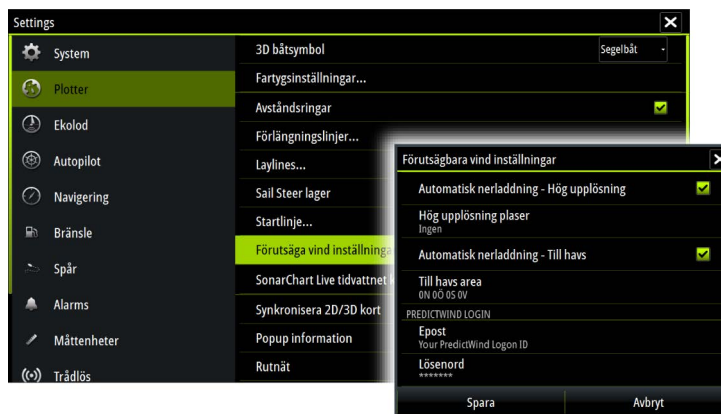 Settings
System
Plotter
Ekolod
Autopilot
Navigering
Bränsle
Spår
Alarms
Måttenheter
Trådlös
3D båtsymbol
Segelbåt
Fartygsinställningar...
Avståndsringar
Förlängningslinjer...
Laylines...
Sail Steer lager
Startlinje...
Förutsäga vind inställningar
SonarChart Live tidvattnet
Synkronisera 2D/3D kort
Popup information
Rutnät
Förutsägbara vind inställningar
Automatisk nerladdning - Hög upplösning
Hög upplösning plaser
Ingen
Automatisk nerladdning - Till havs
Till havs area
0N 0Ö 0S 0V
PREDICTWIND LOGIN
Epost
Your PredictWind Logon ID
Lösenord
*******
Spara
Avbryt